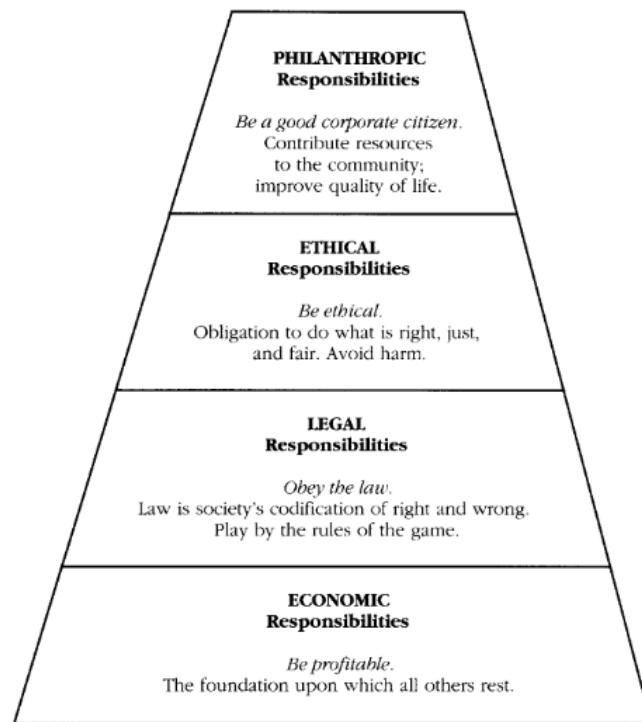 PHILANTHROPIC
Responsibilities
Be a good corporate citizen.
Contribute resources
to the community;
improve quality of life.
ETHICAL
Responsibilities
Be ethical.
Obligation to do what is right, just,
and fair. Avoid harm.
LEGAL
Responsibilities
Obey the law.
Law is society's codification of right and wrong.
Play by the rules of the game.
ECONOMIC
Responsibilities
Be profitable.
The foundation upon which all others rest.